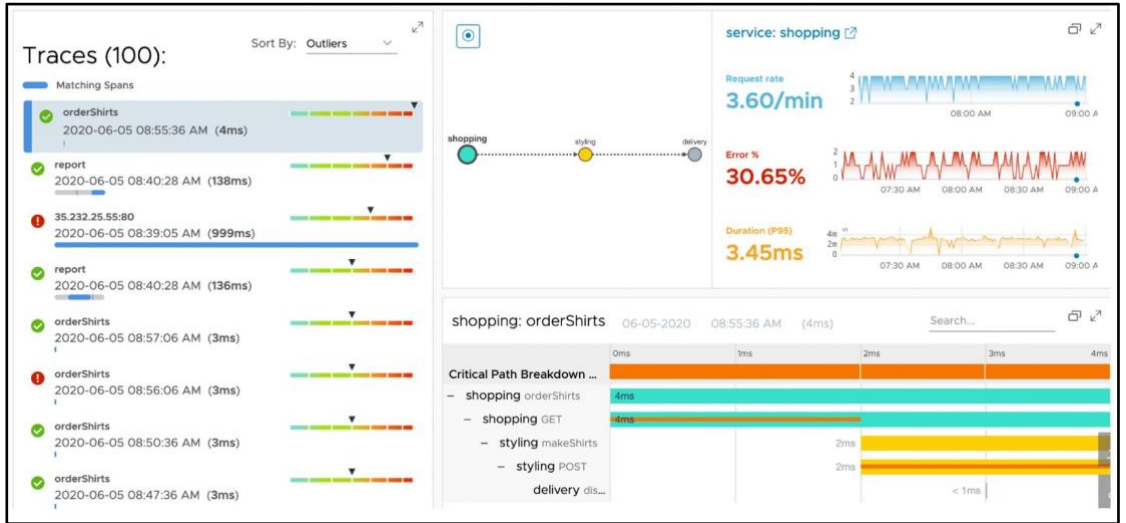 Traces (100):
Sort By: Outliers
Matching Spans
orderShirts
2020-06-05 08:55:36 AM (4ms)
report
2020-06-05 08:40:28 AM (138ms)
35.232.25.55:80
2020-06-05 08:39:05 AM (999ms)
report
2020-06-05 08:40:28 AM (136ms)
orderShirts
2020-06-05 08:57:06 AM (3ms)
orderShirts
2020-06-05 08:56:06 AM (3ms)
orderShirts
2020-06-05 08:50:36 AM (3ms)
orderShirts
2020-06-05 08:47:36 AM (3ms)
shopping styling delivery
service: shopping
Request rate
3.60/min
4
3
2
08:00 AM 09:00 A
Error %
30.65%
2
1
0
07:30 AM 08:00 AM 08:30 AM 09:00 A
Duration (P95)
3.45ms
4m
2m
0
07:30 AM 08:00 AM 08:30 AM 09:00 A
shopping: orderShirts 06-05-2020 08:55:36 AM (4ms) Search...
0ms 1ms 2ms 3ms 4ms
Critical Path Breakdown ...
– shopping orderShirts 4ms
– shopping GET 4ms
– styling makeShirts 2ms
– styling POST 2ms
delivery dis... < 1ms